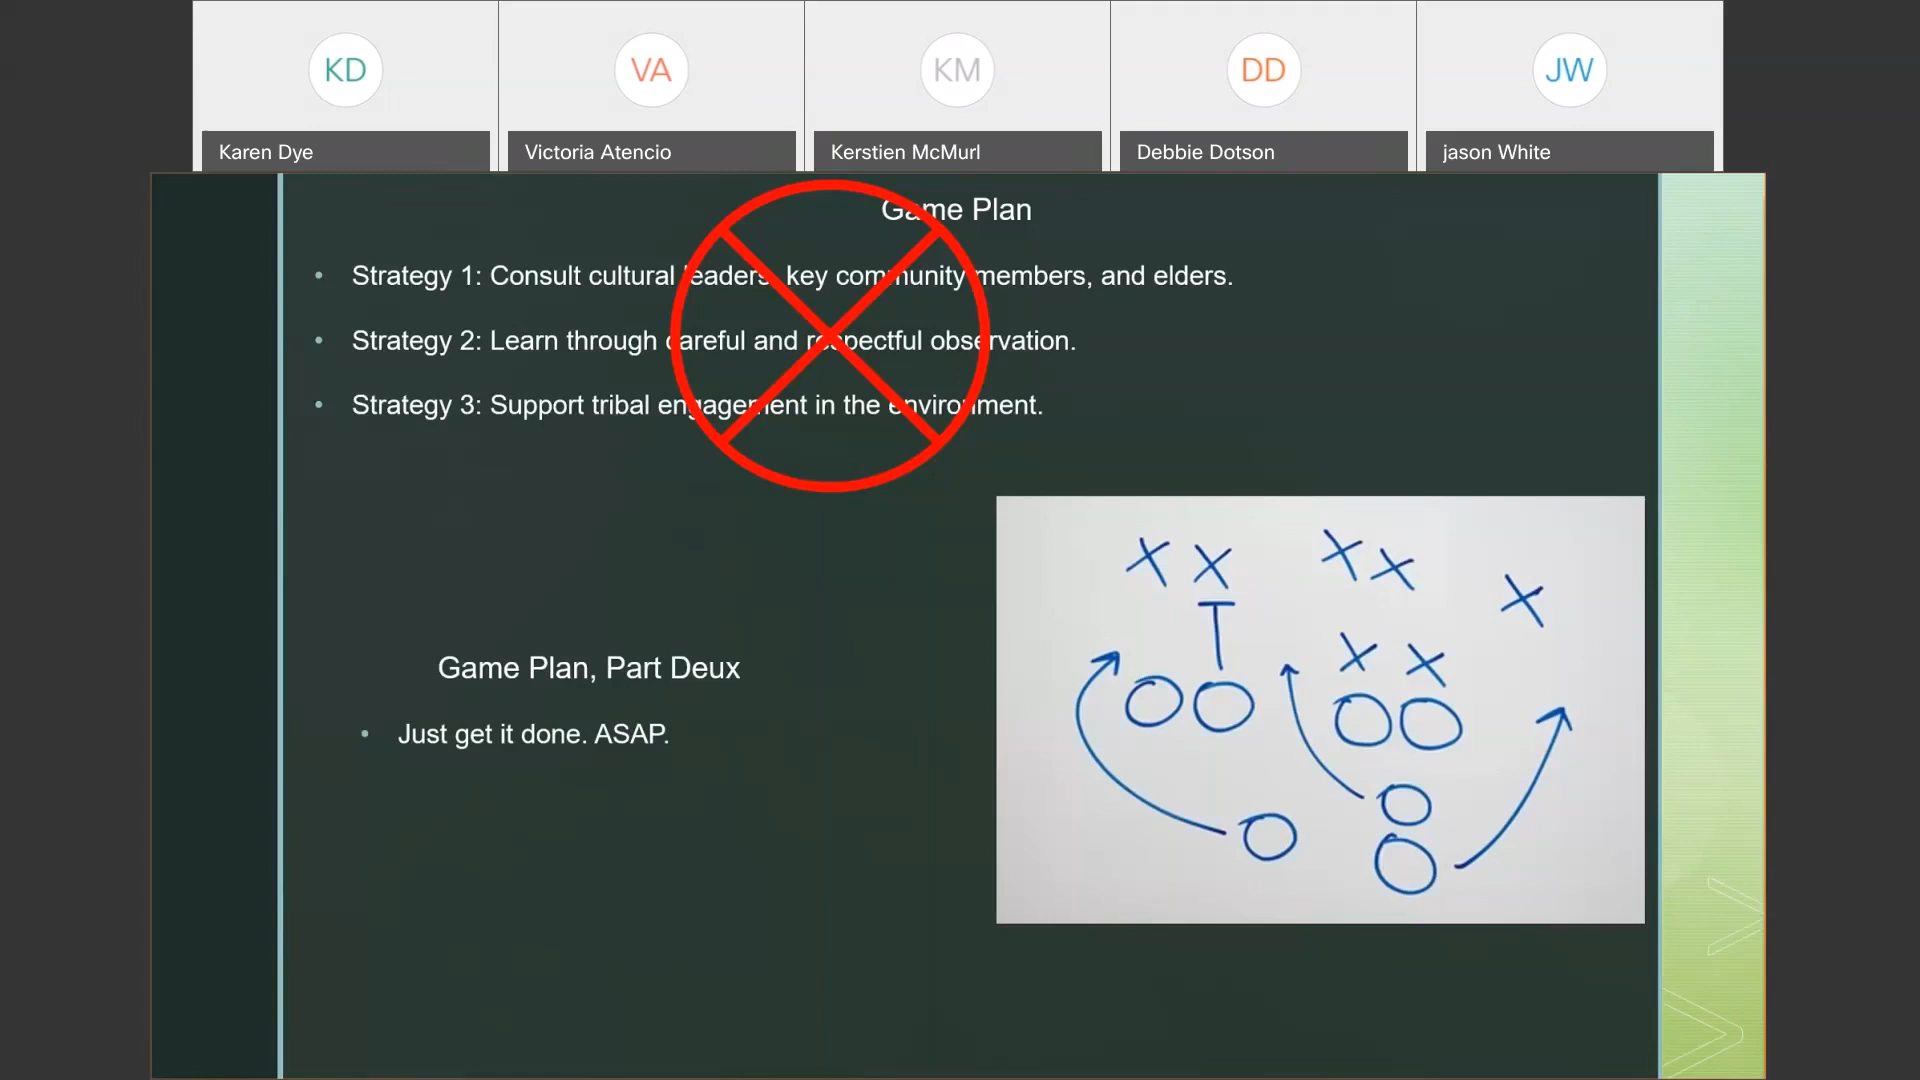 KD
VA
KM
DD
JW
Karen Dye
Victoria Atencio
Kerstien McMurl
Debbie Dotson
jason White
Game Plan
• Strategy 1: Consult cultural leaders, key community members, and elders.
• Strategy 2: Learn through careful and respectful observation.
• Strategy 3: Support tribal engagement in the environment.
Game Plan, Part Deux
• Just get it done. ASAP.